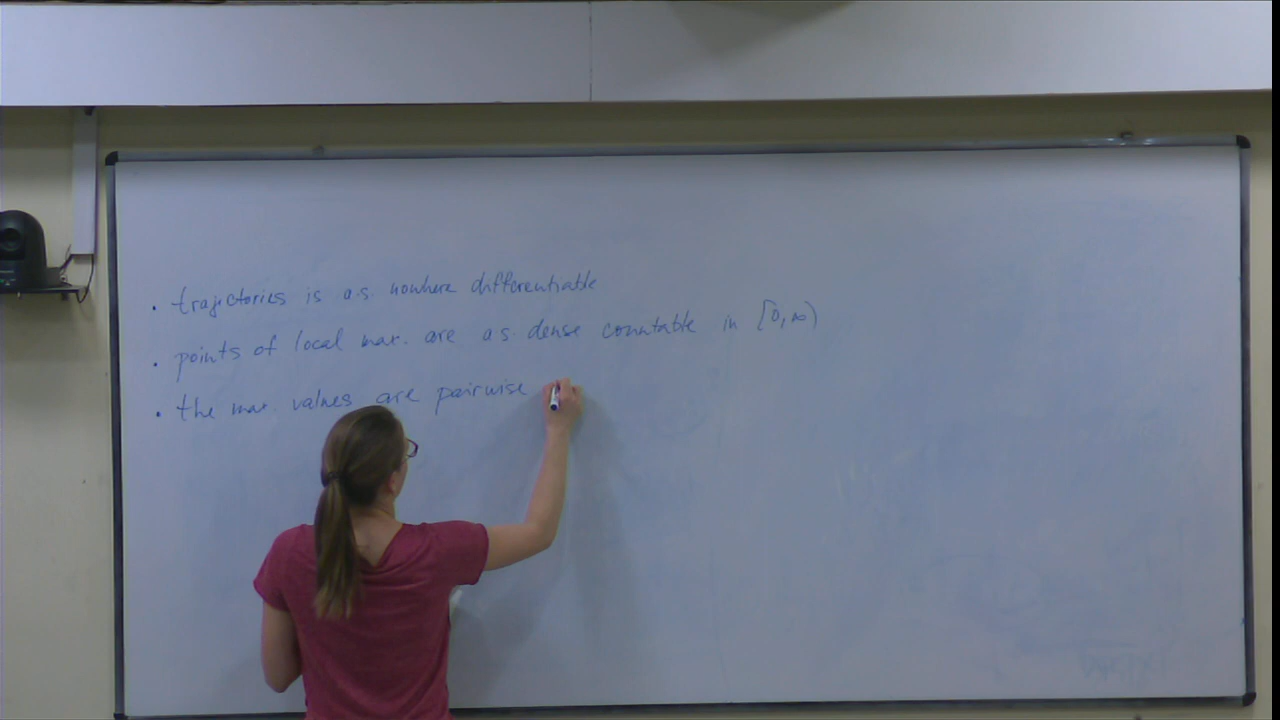 • trajectories is a.s. nowhere differentiable
• points of local max. are a.s. dense countable in [0,∞)
• the max. values are pairwise